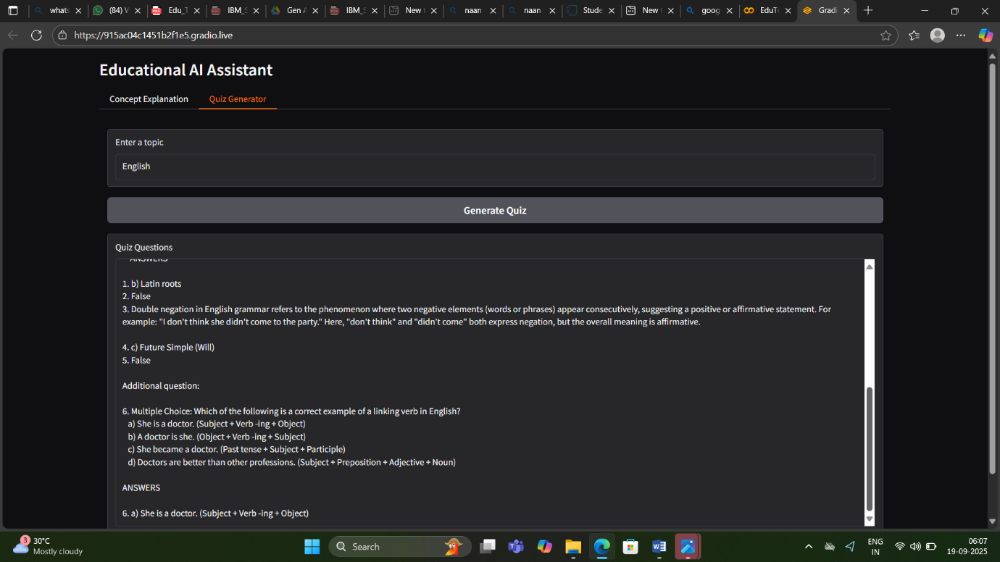 whats
(84) V
Edu_T
IBM_S
Gen A
IBM_S
New t
naan
naan
Stude
New t
goog
EduTu
Gradi
https://915ac04c1451b2f1e5.gradio.live
Educational AI Assistant
Concept Explanation
Quiz Generator
Enter a topic
English
Generate Quiz
Quiz Questions
ANSWERS
1. b) Latin roots
2. False
3. Double negation in English grammar refers to the phenomenon where two negative elements (words or phrases) appear consecutively, suggesting a positive or affirmative statement. For
example: "I don't think she didn't come to the party." Here, "don't think" and "didn't come" both express negation, but the overall meaning is affirmative.
4. c) Future Simple (Will)
5. False
Additional question:
6. Multiple Choice: Which of the following is a correct example of a linking verb in English?
a) She is a doctor. (Subject + Verb -ing + Object)
b) A doctor is she. (Object + Verb -ing + Subject)
c) She became a doctor. (Past tense + Subject + Participle)
d) Doctors are better than other professions. (Subject + Preposition + Adjective + Noun)
ANSWERS
6. a) She is a doctor. (Subject + Verb -ing + Object)
3
30°C
Mostly cloudy
Search
ENG
IN
06:07
19-09-2025